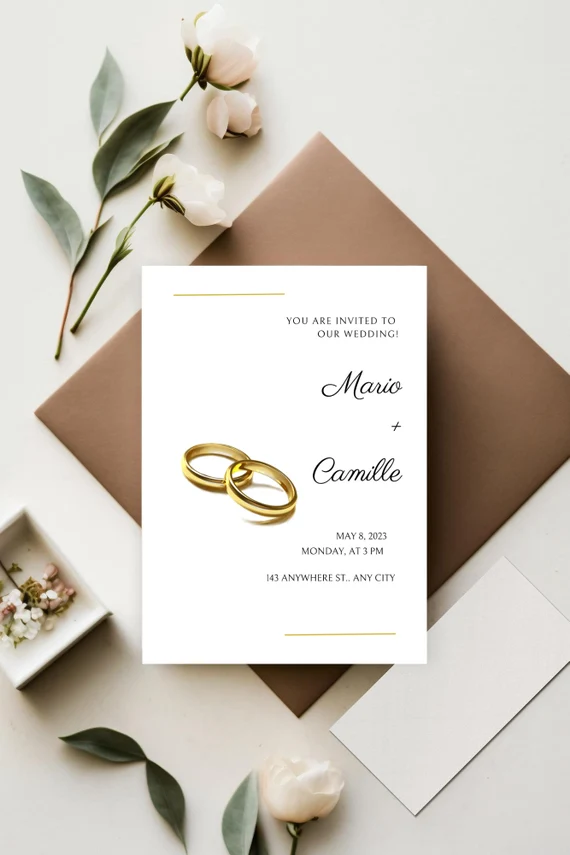 YOU ARE INVITED TO
OUR WEDDING!
Mario
+
Camille
MAY 8, 2023
MONDAY, AT 3 PM
143 ANYWHERE ST.. ANY CITY